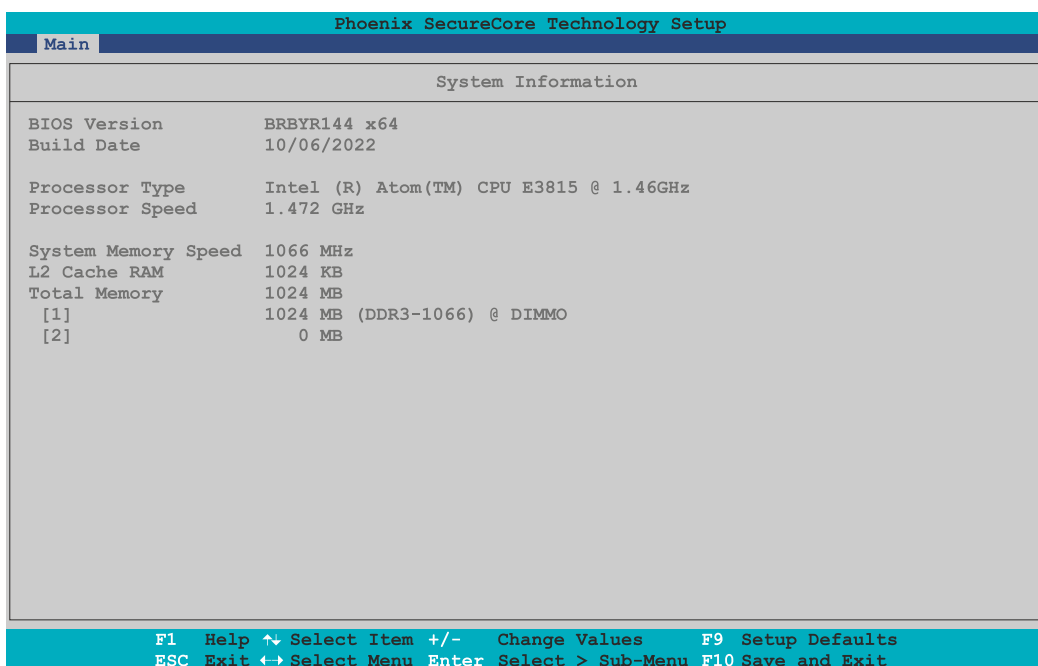 Phoenix SecureCore Technology Setup
Main
System Information
BIOS Version BRBYR144 x64
Build Date 10/06/2022
Processor Type Intel (R) Atom(TM) CPU E3815 @ 1.46GHz
Processor Speed 1.472 GHz
System Memory Speed 1066 MHz
L2 Cache RAM 1024 KB
Total Memory 1024 MB
[1] 1024 MB (DDR3-1066) @ DIMMO
[2] 0 MB
F1 Help ↑↓ Select Item +/- Change Values F9 Setup Defaults
ESC Exit ←→ Select Menu Enter Select > Sub-Menu F10 Save and Exit